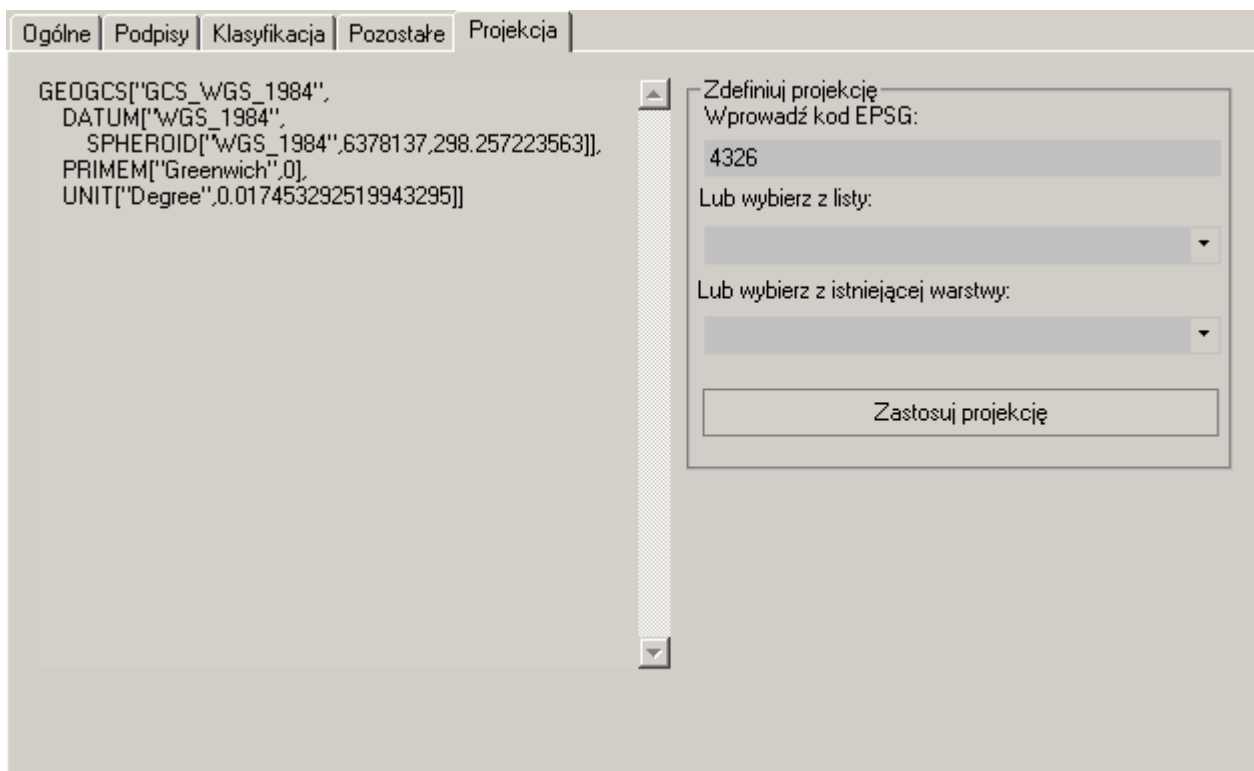 Ogólne Podpisy Klasyfikacja Pozostałe Projekcja
GEOGCS["GCS_WGS_1984",
DATUM["WGS_1984",
SPHEROID["WGS_1984",6378137,298.257223563]],
PRIMEM["Greenwich",0],
UNIT["Degree",0.017453292519943295]]
Zdefiniuj projekcję
Wprowadź kod EPSG:
4326
Lub wybierz z listy:
Lub wybierz z istniejącej warstwy:
Zastosuj projekcję